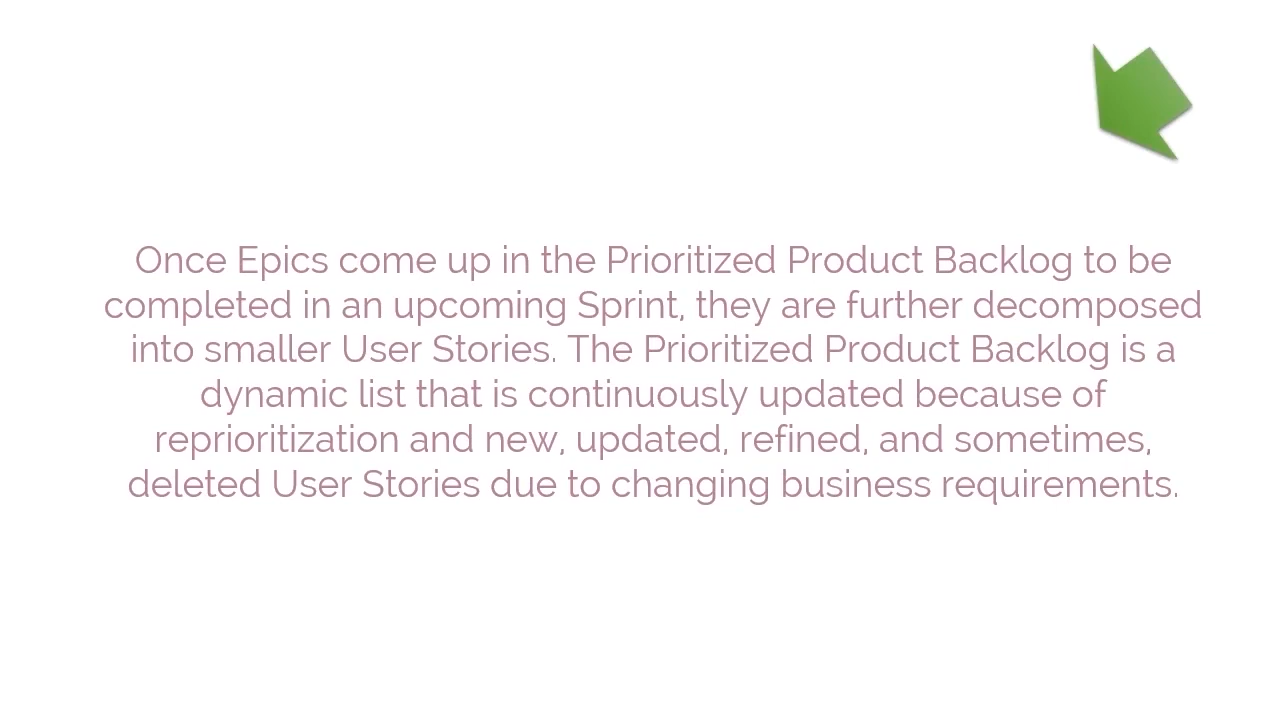 Once Epics come up in the Prioritized Product Backlog to be
completed in an upcoming Sprint, they are further decomposed
into smaller User Stories. The Prioritized Product Backlog is a
dynamic list that is continuously updated because of
reprioritization and new, updated, refined, and sometimes,
deleted User Stories due to changing business requirements.